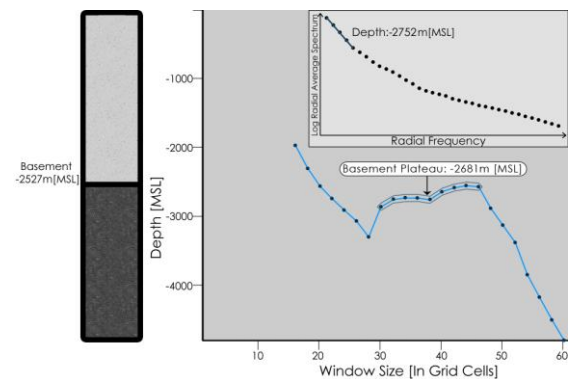 Basement
-2527m[MSL]
Depth [MSL]
-1000
-2000
-3000
-4000
Log Radial Average Spectrum
Depth:-2752m[MSL]
Radial Frequency
Basement Plateau: -2681m [MSL]
10 20 30 40 50 60
Window Size [In Grid Cells]